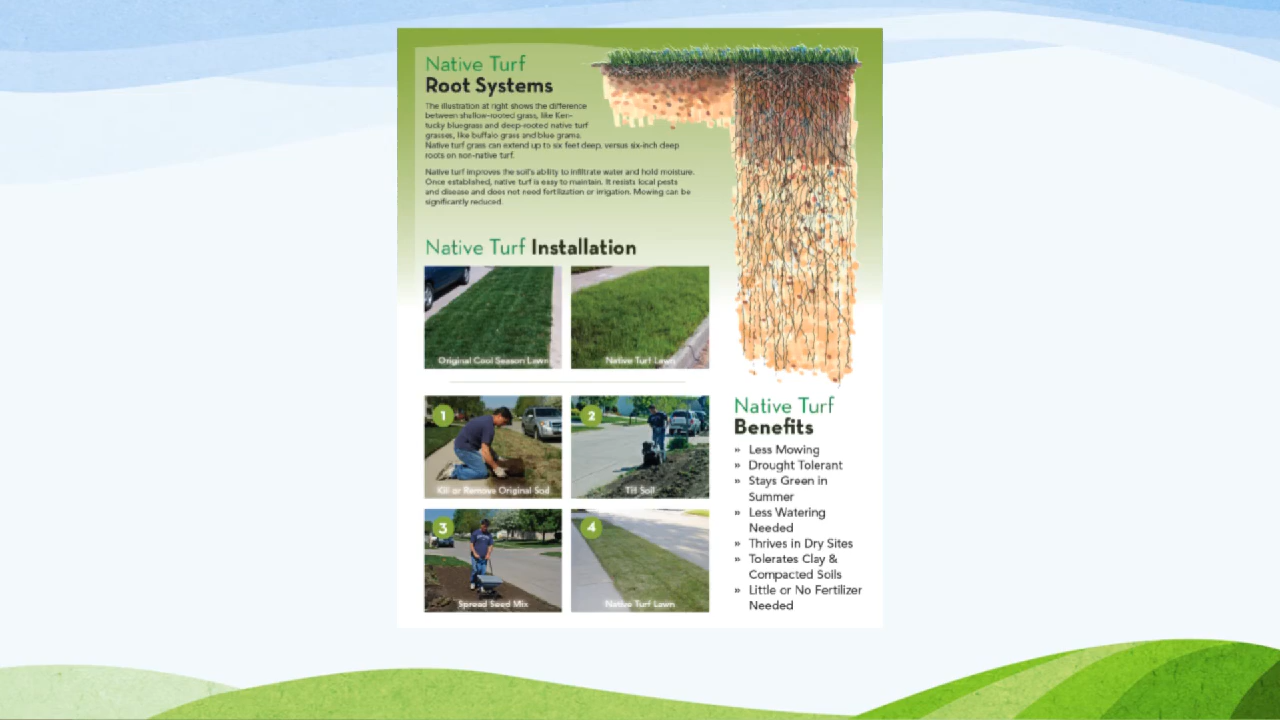 Native Turf
Root Systems
The illustration at right shows the difference
between shallow-rooted grass, like Ken-
tucky bluegrass and deep-rooted native turf
grasses, like buffalo grass and blue grama.
Native turf grass can extend up to six feet deep, versus six-inch deep
roots on non-native turf.
Native turf improves the soil's ability to infiltrate water and hold moisture.
Once established, native turf is easy to maintain. It resists local pests
and disease and does not need fertilization or irrigation. Mowing can be
significantly reduced.
Native Turf Installation
Original Cool Season Lawn
Native Turf Lawn
1
Kill or Remove Original Sod
2
Till Soil
3
Spread Seed Mix
4
Native Turf Lawn
Native Turf
Benefits
» Less Mowing
» Drought Tolerant
» Stays Green in
Summer
» Less Watering
Needed
» Thrives in Dry Sites
» Tolerates Clay &
Compacted Soils
» Little or No Fertilizer
Needed